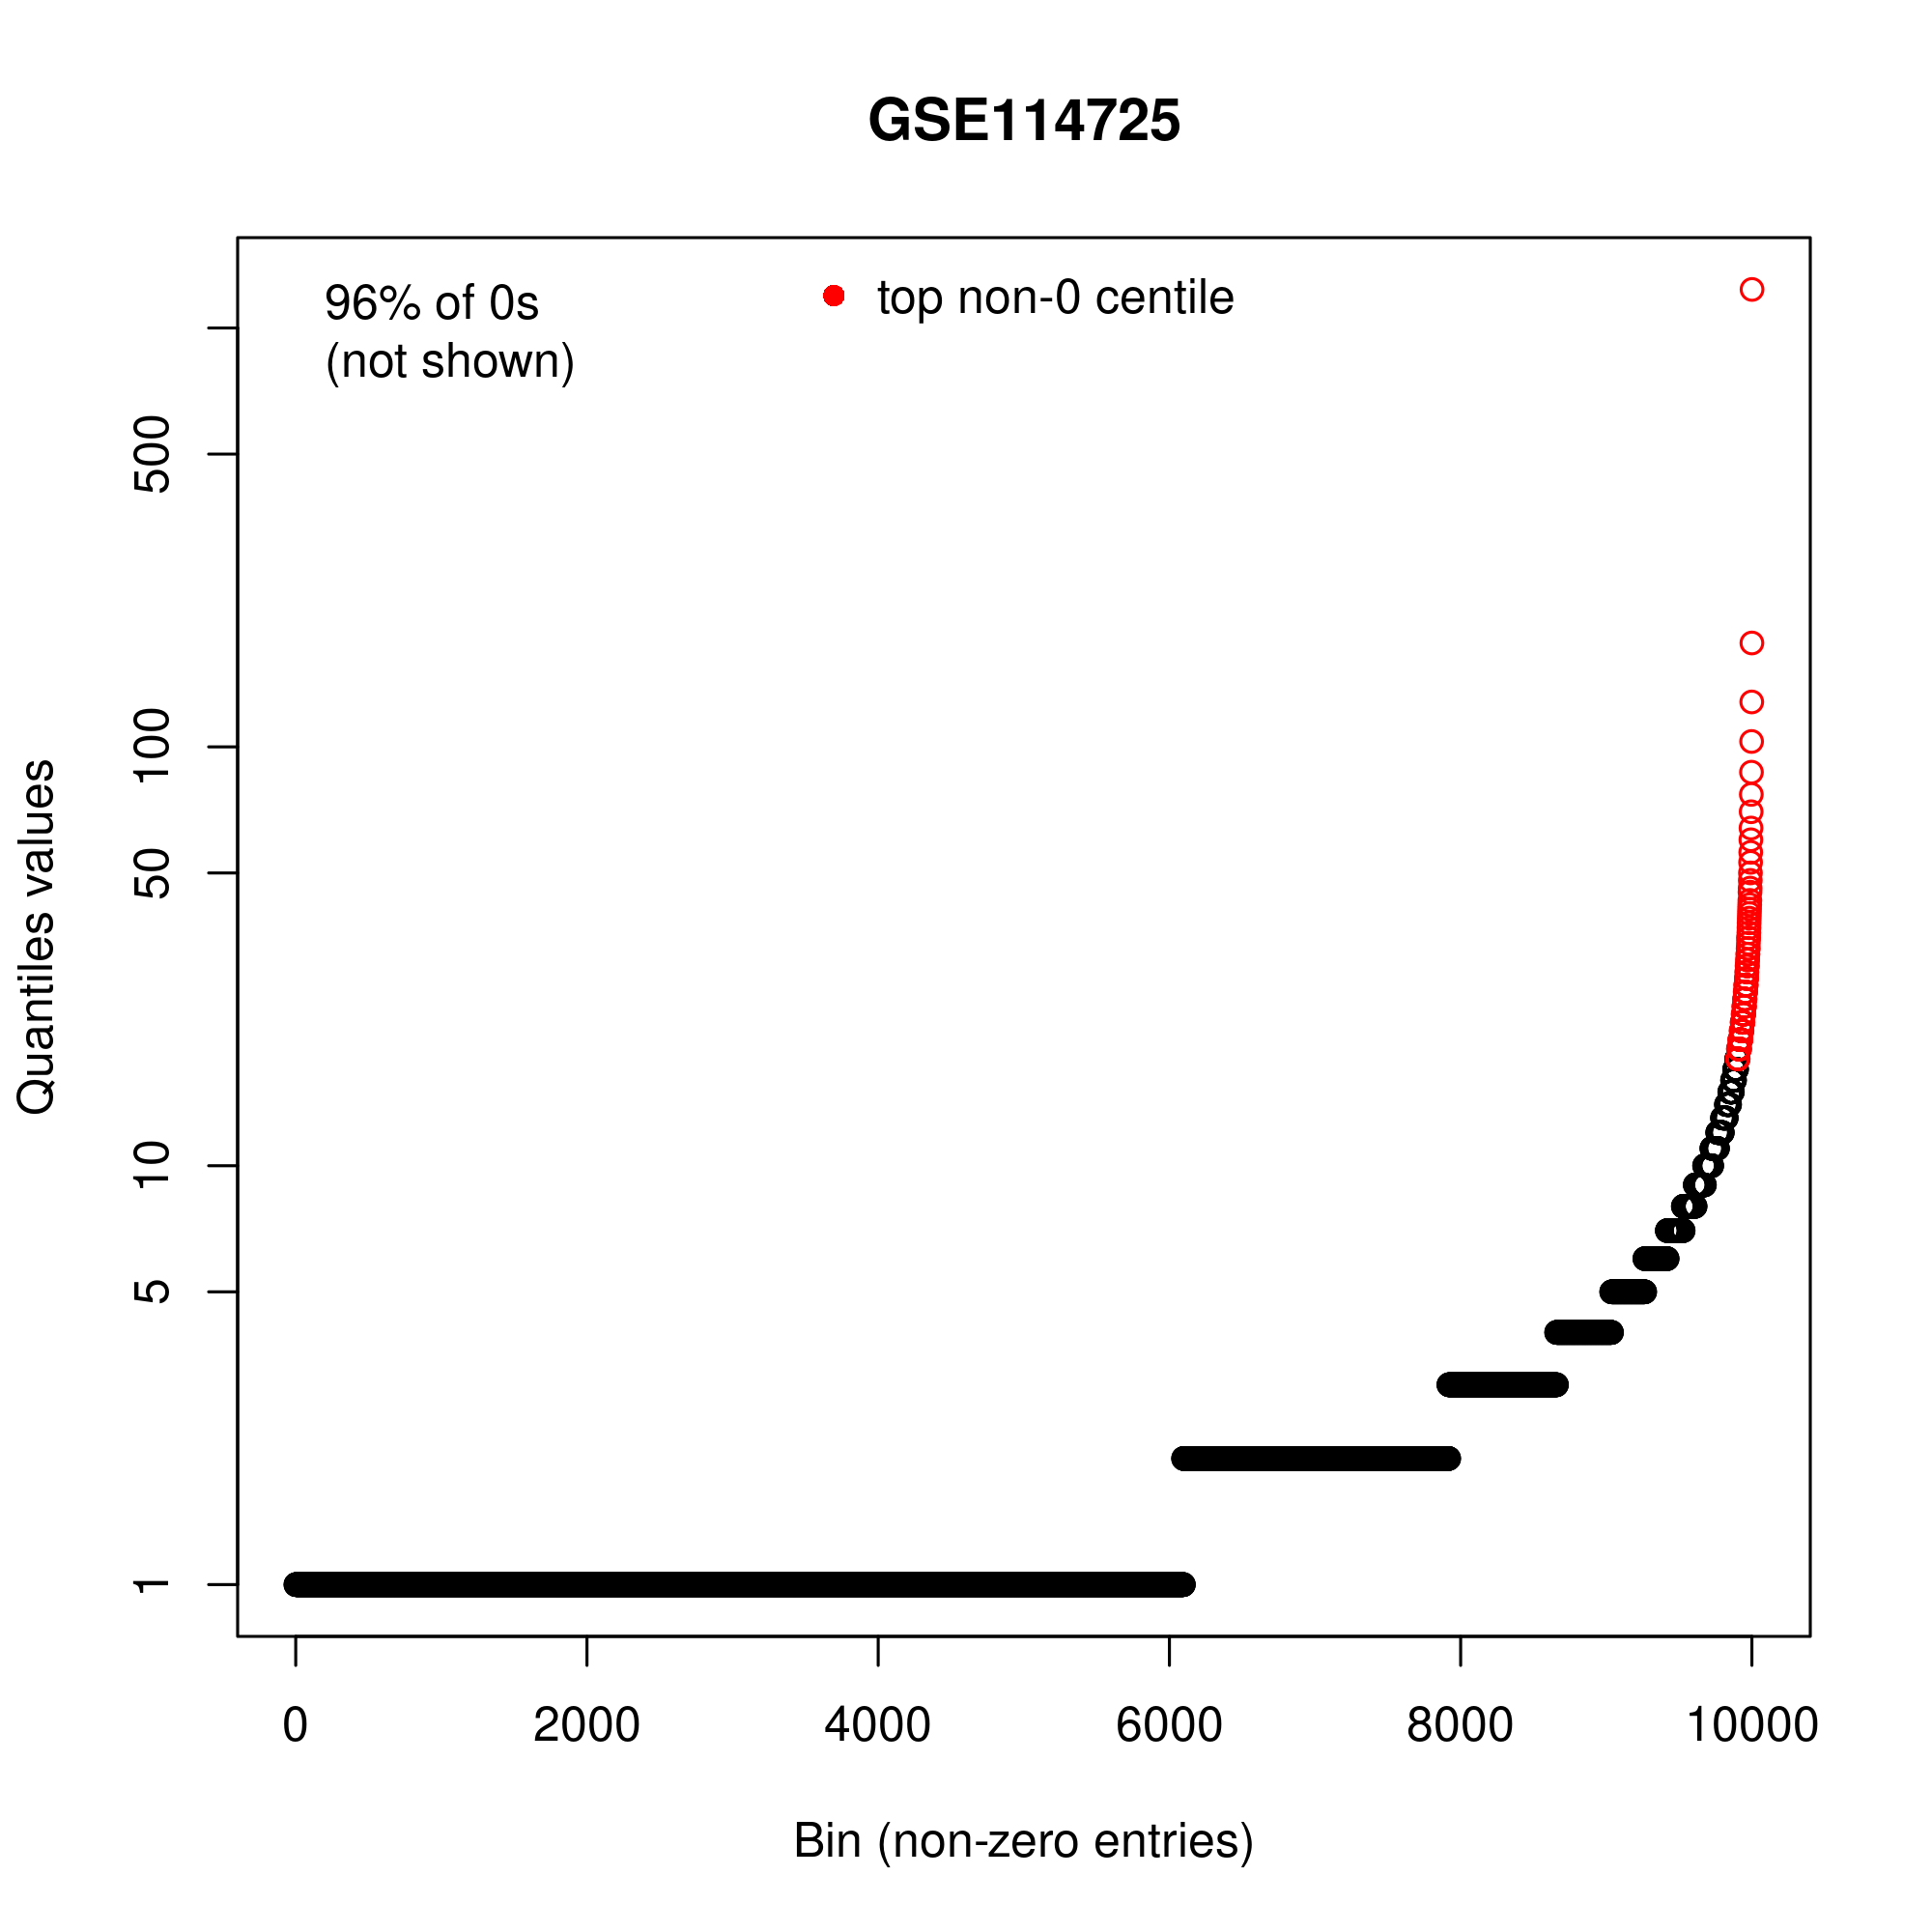 GSE114725
96% of 0s
(not shown)
top non-0 centile
Quantiles values
500
100
50
10
5
1
0 2000 4000 6000 8000 10000
Bin (non-zero entries)